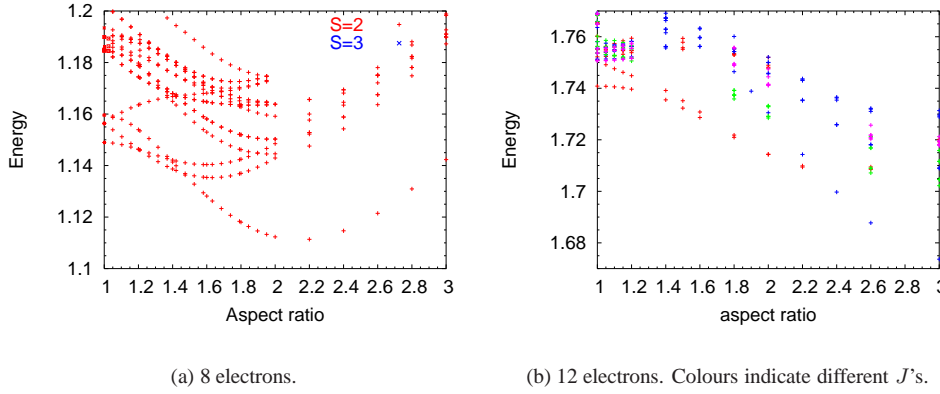 1.2
1.18
1.16
1.14
1.12
1.1
Energy
S=2
S=3
1 1.2 1.4 1.6 1.8 2 2.2 2.4 2.6 2.8 3
Aspect ratio
(a) 8 electrons.
1.76
1.74
1.72
1.7
1.68
Energy
1 1.2 1.4 1.6 1.8 2 2.2 2.4 2.6 2.8 3
aspect ratio
(b) 12 electrons. Colours indicate different J's.